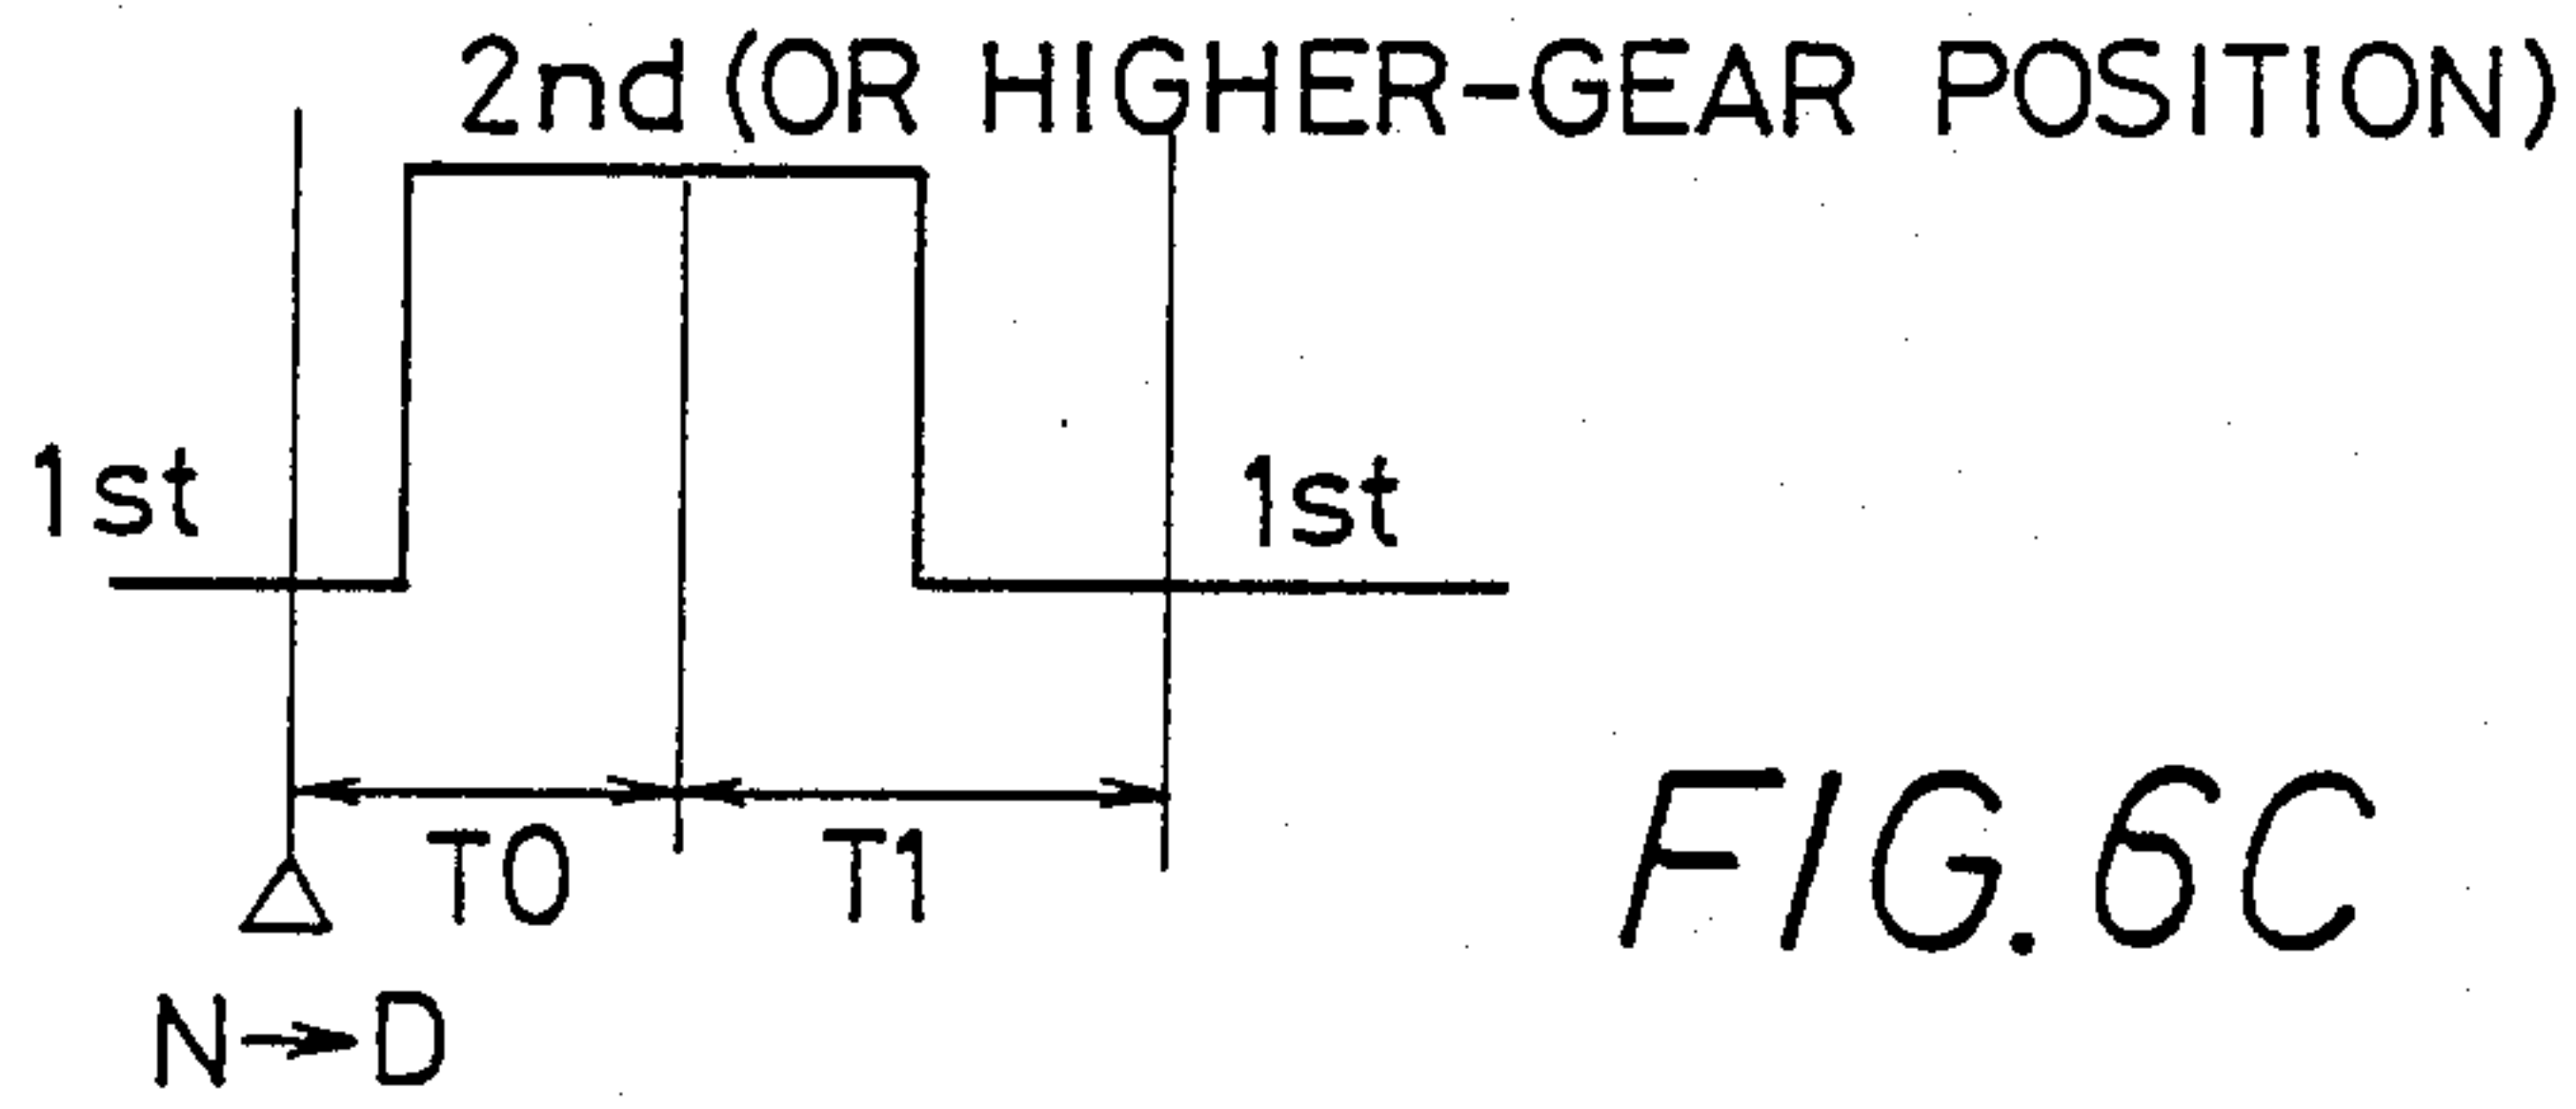 2nd (OR HIGHER-GEAR POSITION)
1st
1st
T0
T1
N→D
FIG. 6C